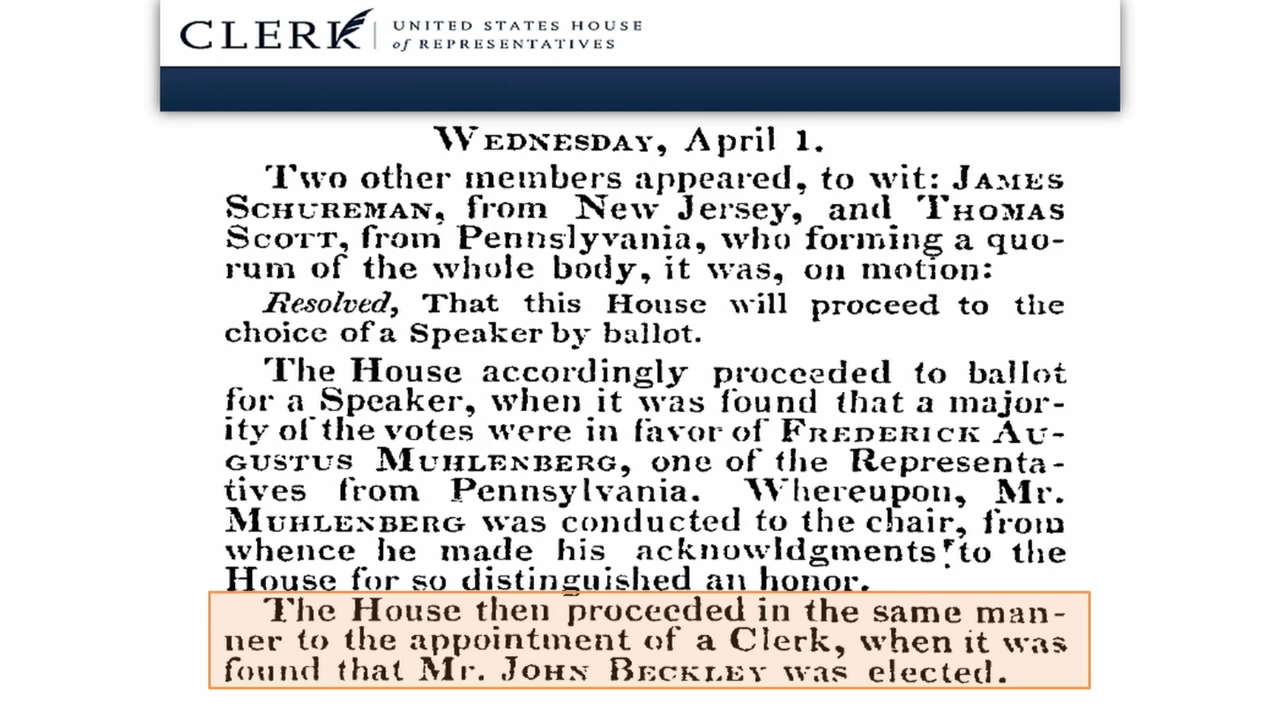 CLERK
UNITED STATES HOUSE
of REPRESENTATIVES
WEDNESDAY, April 1.
Two other members appeared, to wit: JAMES
SCHUREMAN, from New Jersey, and THOMAS
SCOTT, from Pennslyvania, who forming a quo-
rum of the whole body, it was, on motion:
Resolved, That this House will proceed to the
choice of a Speaker by ballot.
The House accordingly proceeded to ballot
for a Speaker, when it was found that a major-
ity of the votes were in favor of FREDERICK AU-
GUSTUS MUHLENBERG, one of the Representa-
tives from Pennsylvania. Whereupon, Mr.
MUHLENBERG was conducted to the chair, from
whence he made his acknowldgments to the
House for so distinguished an honor.
The House then proceeded in the same man-
ner to the appointment of a Clerk, when it was
found that Mr. JOHN BECKLEY was elected.